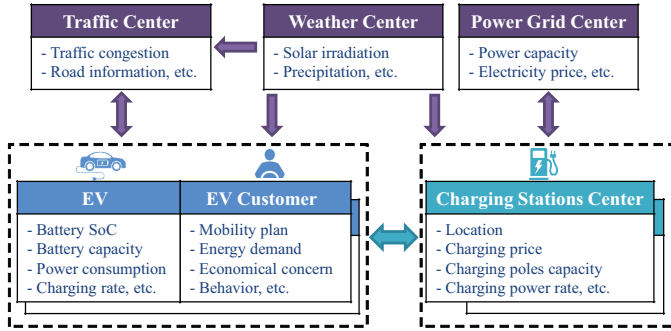 Traffic Center
- Traffic congestion
- Road information, etc.
Weather Center
- Solar irradiation
- Precipitation, etc.
Power Grid Center
- Power capacity
- Electricity price, etc.
EV
- Battery SoC
- Battery capacity
- Power consumption
- Charging rate, etc.
EV Customer
- Mobility plan
- Energy demand
- Economical concern
- Behavior, etc.
Charging Stations Center
- Location
- Charging price
- Charging poles capacity
- Charging power rate, etc.